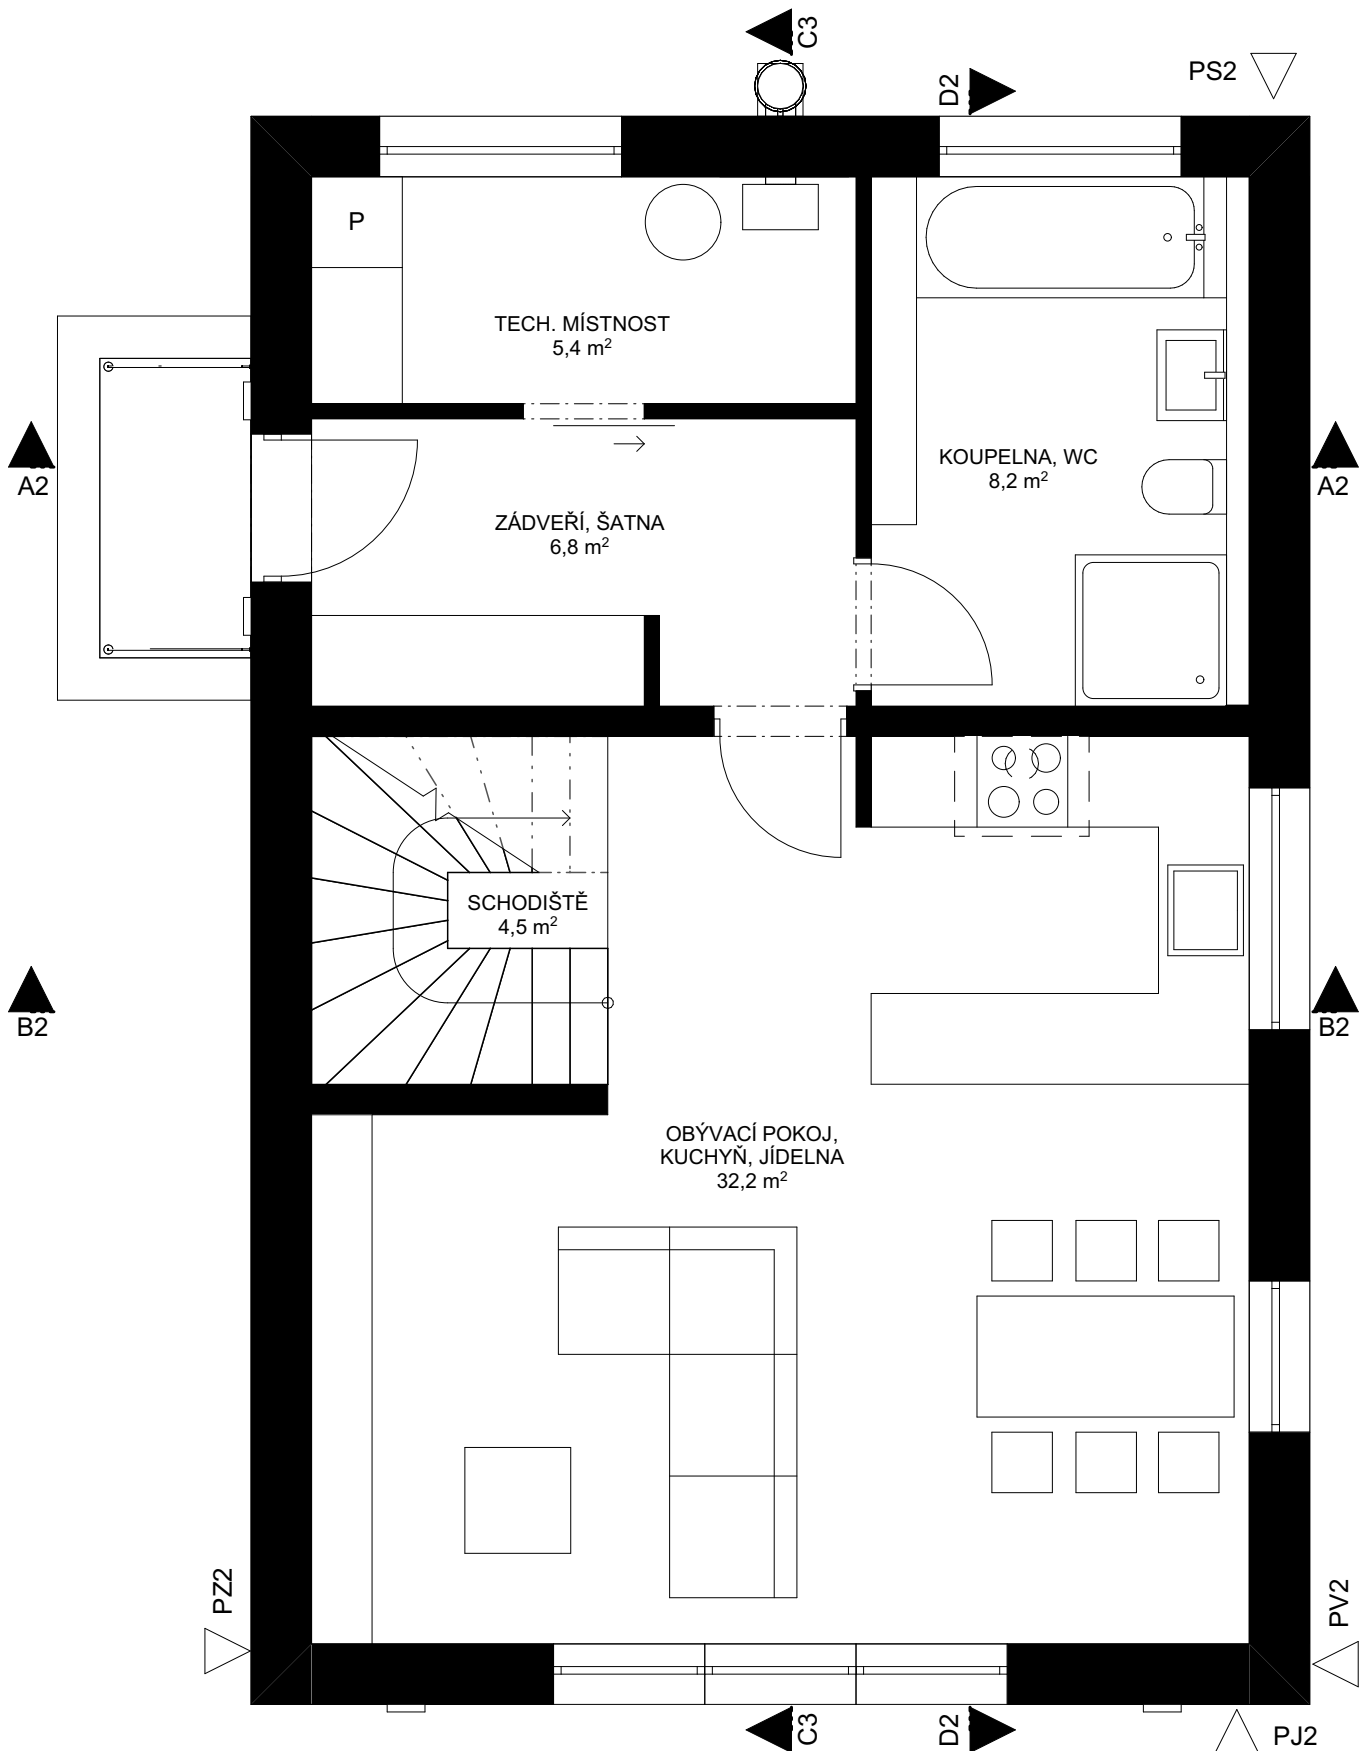 C3
D2
PS2
P
TECH. MÍSTNOST
5,4 m²
A2
A2
KOUPELNA, WC
8,2 m²
ZÁDVEŘÍ, ŠATNA
6,8 m²
SCHODIŠTĚ
4,5 m²
B2
B2
OBÝVACÍ POKOJ,
KUCHYŇ, JÍDELNA
32,2 m²
PZ2
PV2
C3
D2
PJ2